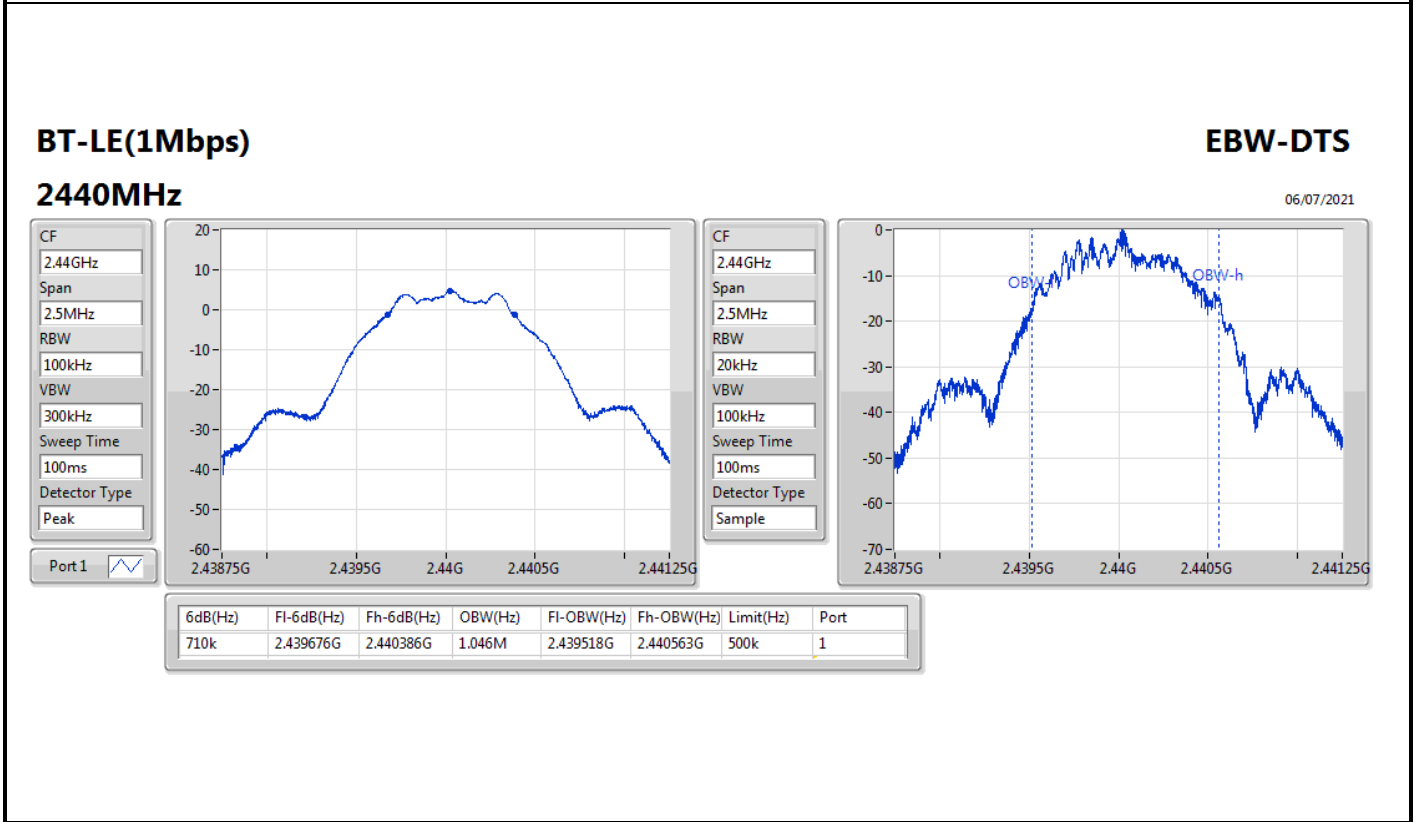 BT-LE(1Mbps)
EBW-DTS
2440MHz
06/07/2021
CF
2.44GHz
Span
2.5MHz
RBW
100kHz
VBW
300kHz
Sweep Time
100ms
Detector Type
Peak
Port 1
20
10
0
-10
-20
-30
-40
-50
-60
2.43875G 2.4395G 2.44G 2.4405G 2.44125G
CF
2.44GHz
Span
2.5MHz
RBW
20kHz
VBW
100kHz
Sweep Time
100ms
Detector Type
Sample
0
-10
-20
-30
-40
-50
-60
-70
OBW-h
2.43875G 2.4395G 2.44G 2.4405G 2.44125G
6dB(Hz) Fl-6dB(Hz) Fh-6dB(Hz) OBW(Hz) Fl-OBW(Hz) Fh-OBW(Hz) Limit(Hz) Port
710k 2.439676G 2.440386G 1.046M 2.439518G 2.440563G 500k 1